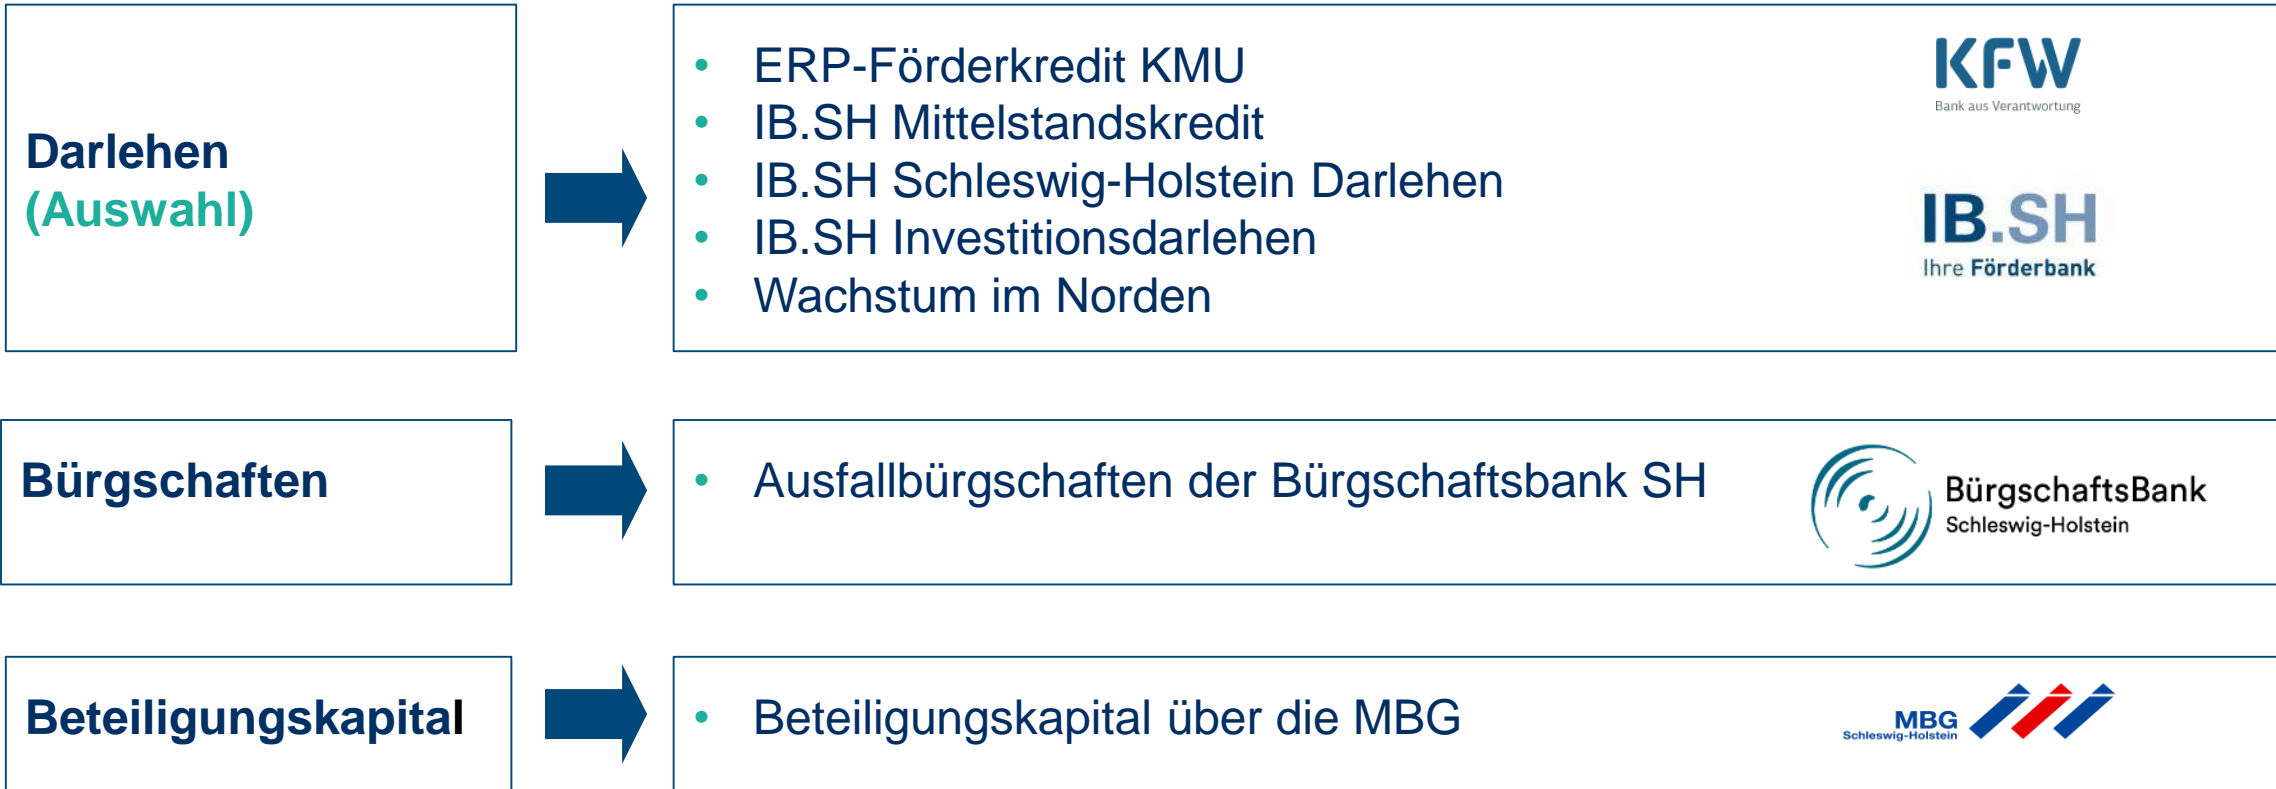 Darlehen
(Auswahl)
• ERP-Förderkredit KMU
• IB.SH Mittelstandskredit
• IB.SH Schleswig-Holstein Darlehen
• IB.SH Investitionsdarlehen
• Wachstum im Norden
KFW
Bank aus Verantwortung
IB.SH
Ihre Förderbank
Bürgschaften
• Ausfallbürgschaften der Bürgschaftsbank SH
BürgschaftsBank
Schleswig-Holstein
Beteiligungskapital
• Beteiligungskapital über die MBG
MBG
Schleswig-Holstein